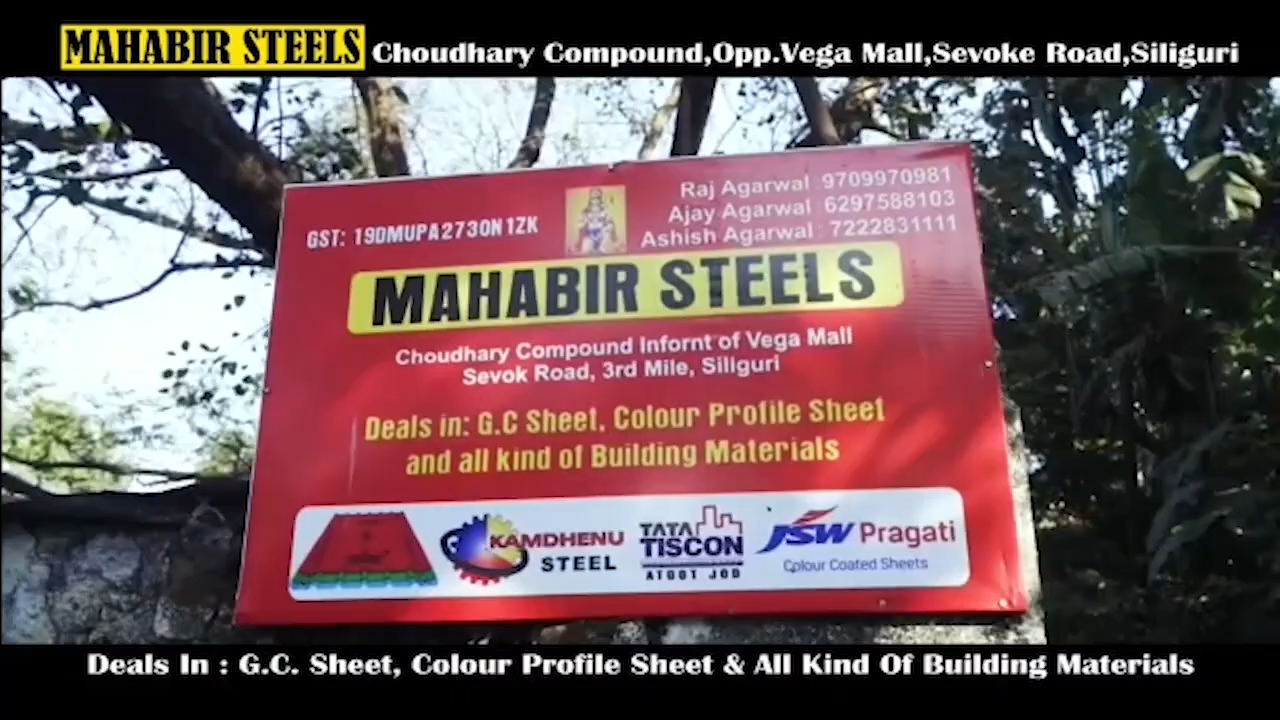 MAHABIR STEELS Choudhary Compound,Opp.Vega Mall,Sevoke Road,Siliguri
Raj Agarwal :9709970981
GST: 19DMUPA2730N1ZK
Ajay Agarwal : 6297588103
Ashish Agarwal : 7222831111
MAHABIR STEELS
Choudhary Compound Infornt of Vega Mall
Sevok Road, 3rd Mile, Siliguri
Deals in: G.C Sheet, Colour Profile Sheet
and all kind of Building Materials
KAMDHENU
STEEL
TATA
TISCON
JSW Pragati
Colour Coated Sheets
Deals In : G.C. Sheet, Colour Profile Sheet & All Kind Of Building Materials